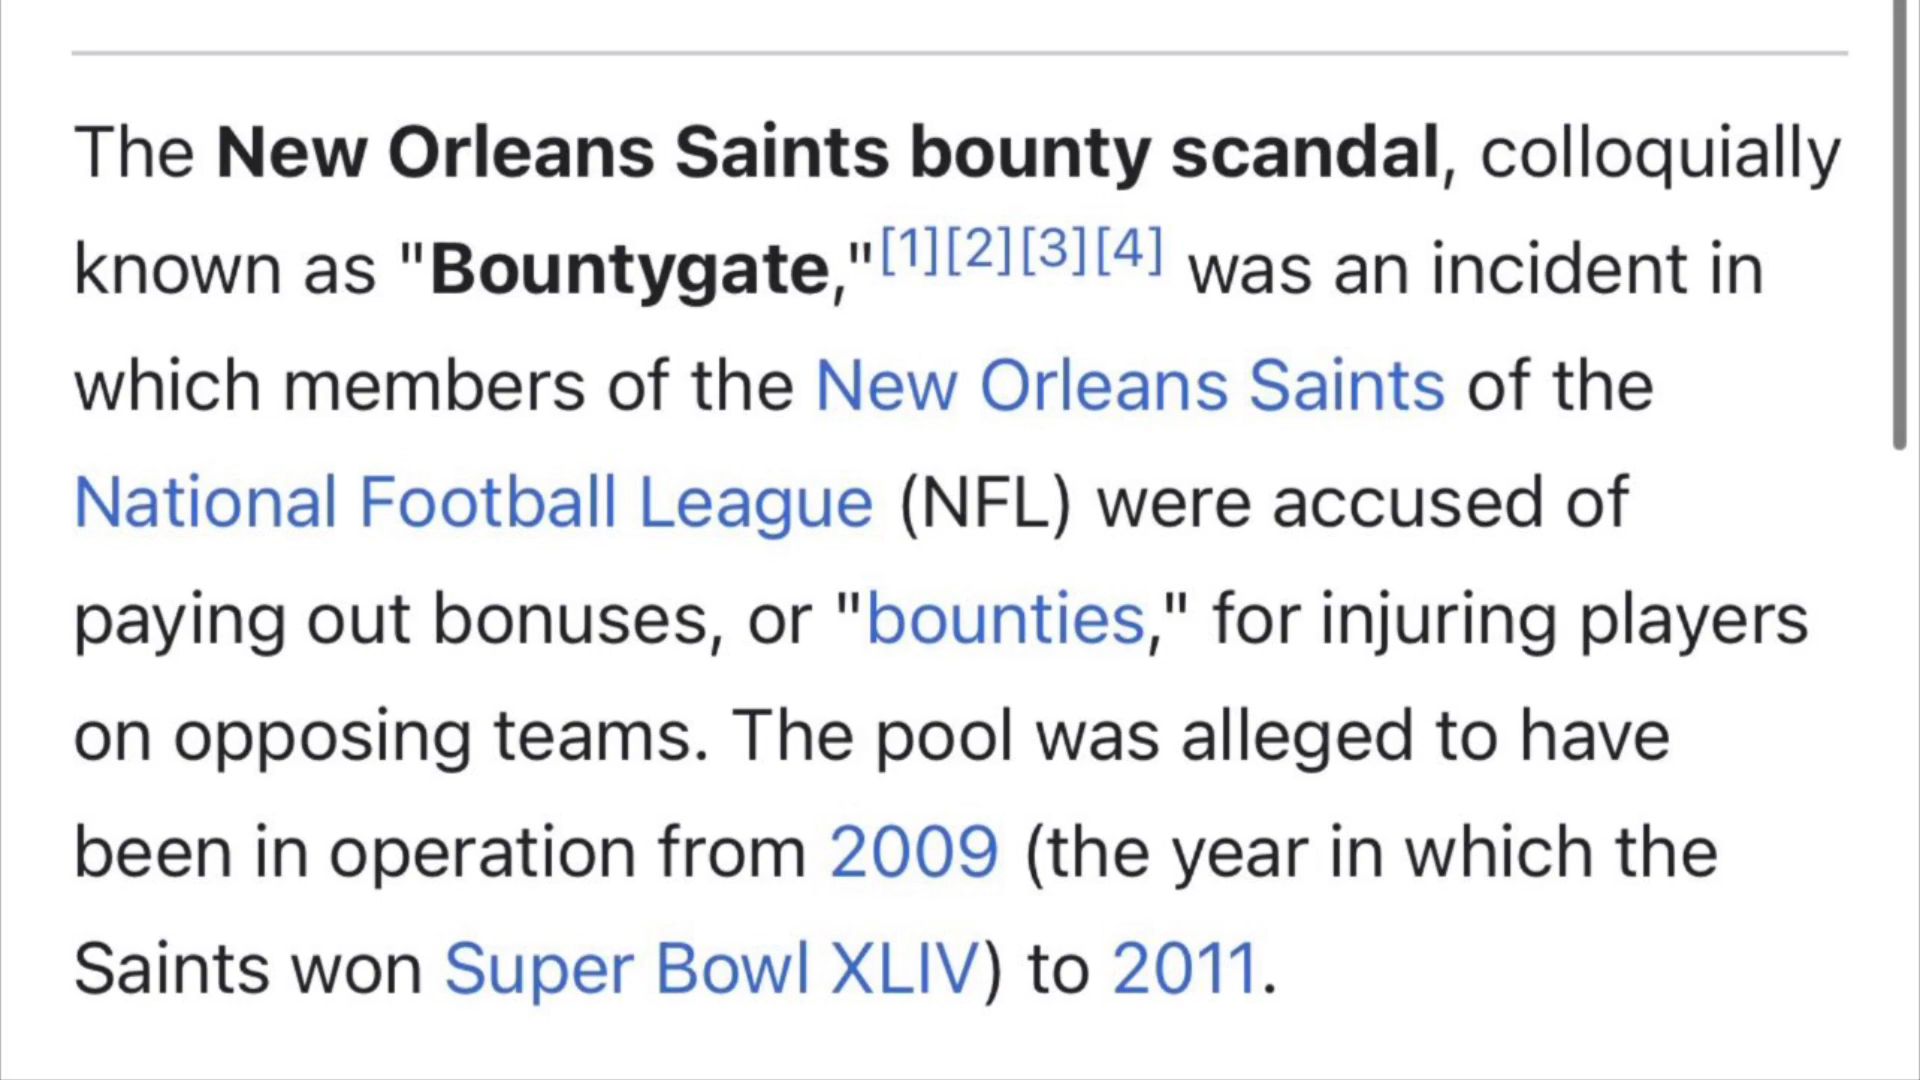 The New Orleans Saints bounty scandal, colloquially
known as "Bountygate,"[1][2][3][4] was an incident in
which members of the New Orleans Saints of the
National Football League (NFL) were accused of
paying out bonuses, or "bounties," for injuring players
on opposing teams. The pool was alleged to have
been in operation from 2009 (the year in which the
Saints won Super Bowl XLIV) to 2011.